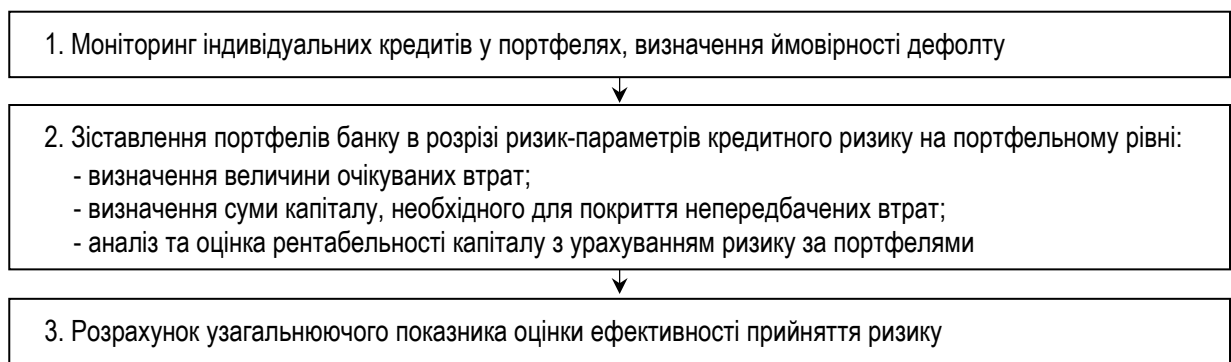 1. Моніторинг індивідуальних кредитів у портфелях, визначення ймовірності дефолту
2. Зіставлення портфелів банку в розрізі ризик-параметрів кредитного ризику на портфельному рівні:
- визначення величини очікуваних втрат;
- визначення суми капіталу, необхідного для покриття непередбачених втрат;
- аналіз та оцінка рентабельності капіталу з урахуванням ризику за портфелями
3. Розрахунок узагальнюючого показника оцінки ефективності прийняття ризику